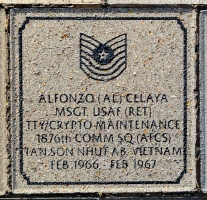 ALFONZO (AL) CELAYA
MSGT. USAF (RET)
TTY/CRYPTO MAINTENANCE
1876th COMM SQ (AFCS)
TAN SON NHUT AB, VIETNAM
FEB 1966 - FEB 1967